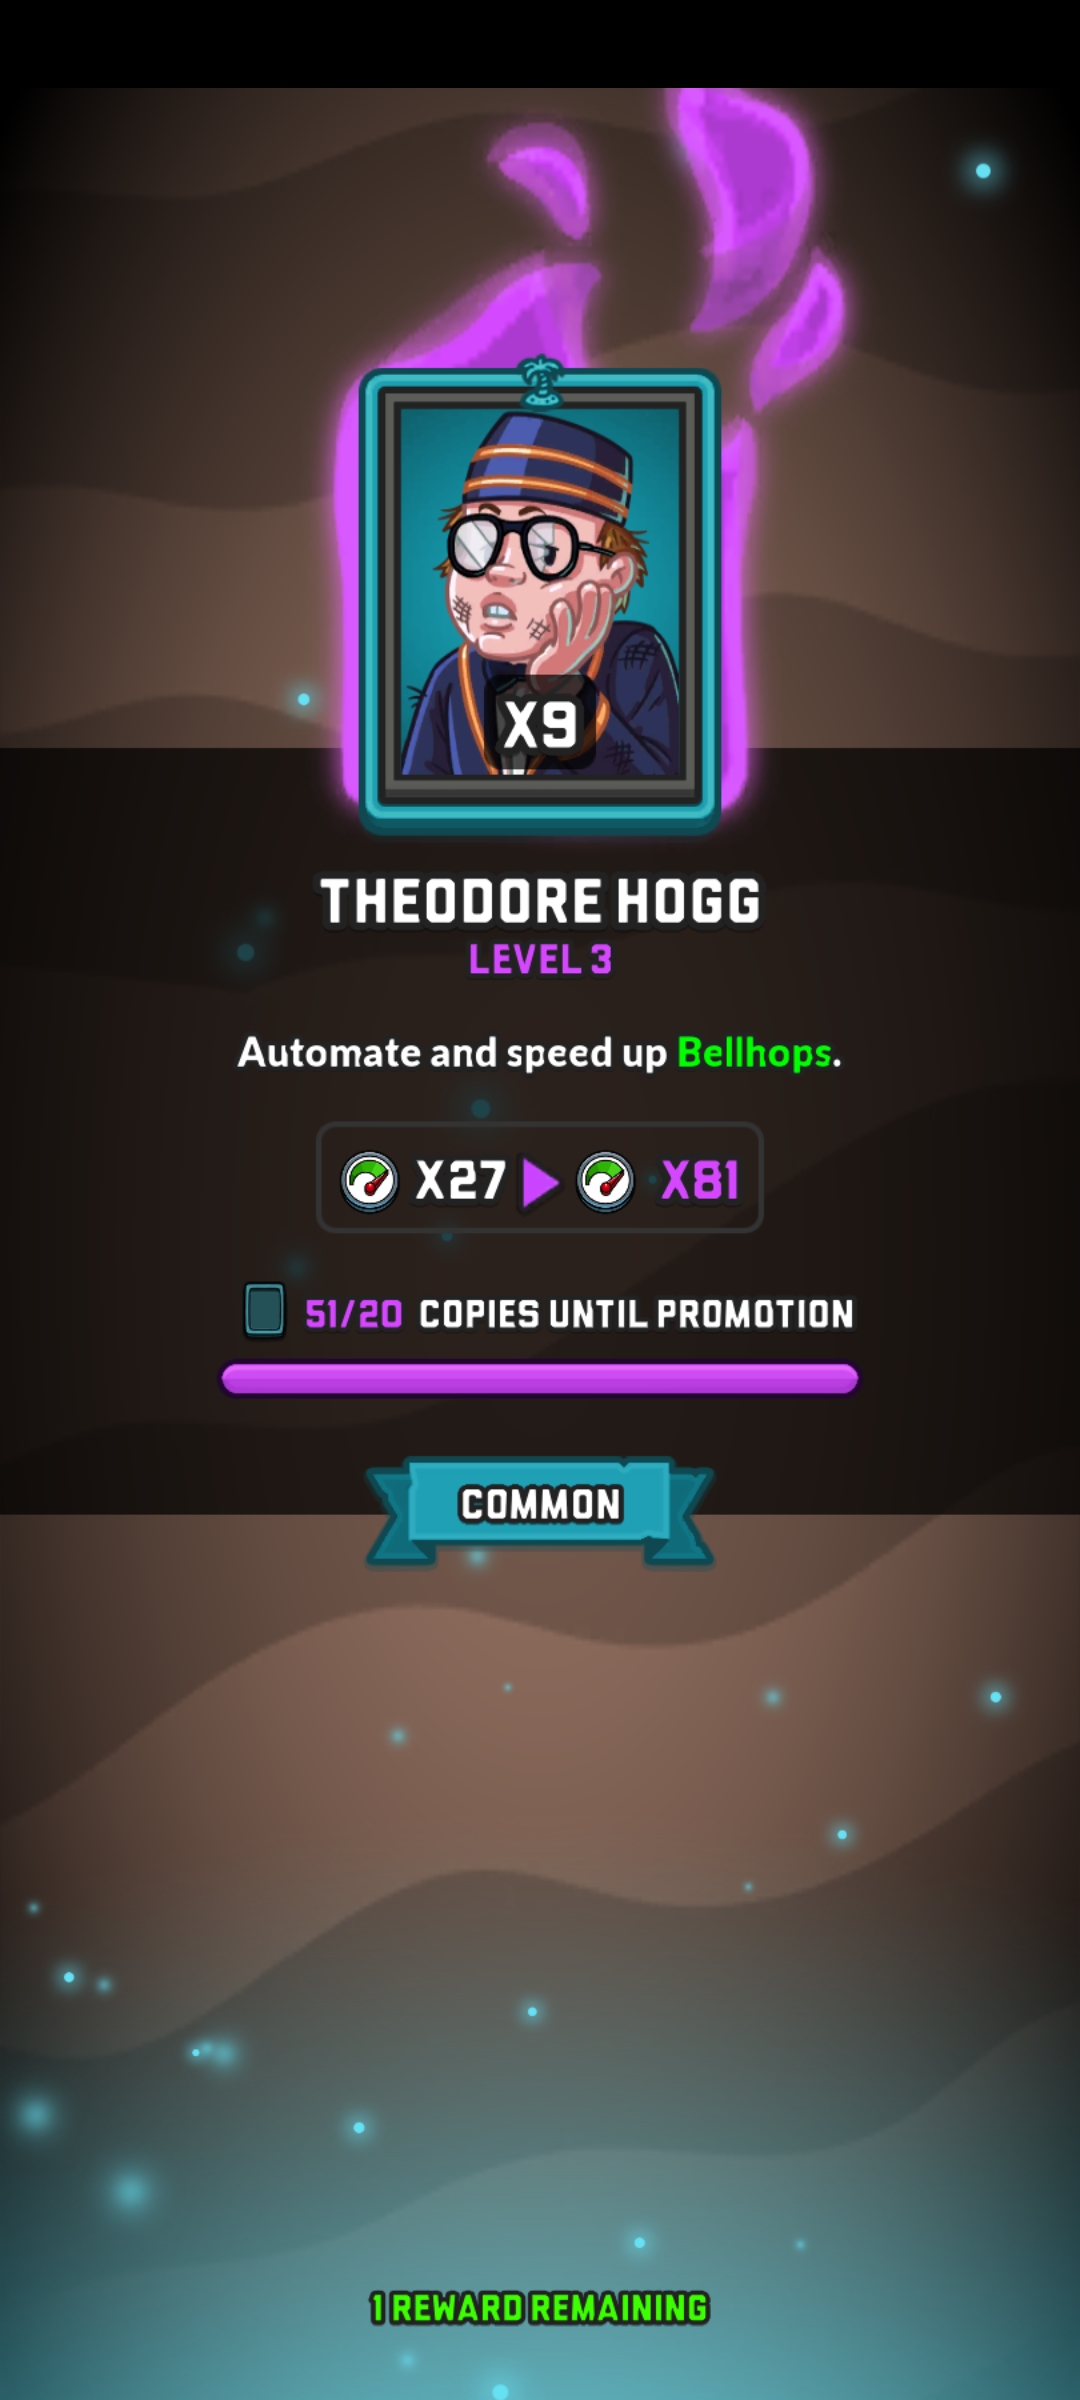 X9
THEODORE HOGG
LEVEL 3
Automate and speed up Bellhops.
X27 X81
51/20 COPIES UNTIL PROMOTION
COMMON
1 REWARD REMAINING